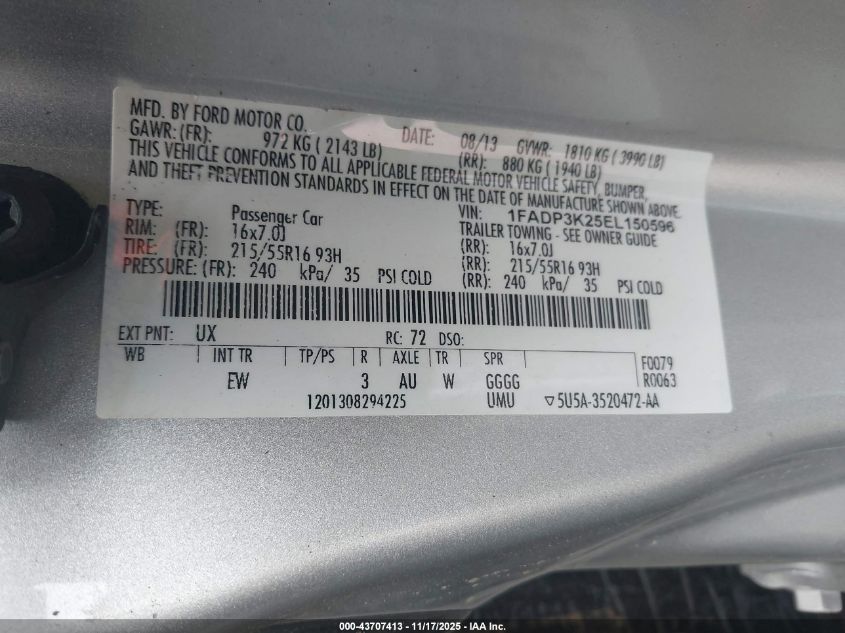 MFD. BY FORD MOTOR CO.
DATE: 08/13 GVWR: 1810 KG ( 3990 LB)
GAWR: (FR): 972 KG ( 2143 LB) (RR): 880 KG ( 1940 LB)
THIS VEHICLE CONFORMS TO ALL APPLICABLE FEDERAL MOTOR VEHICLE SAFETY, BUMPER,
AND THEFT PREVENTION STANDARDS IN EFFECT ON THE DATE OF MANUFACTURE SHOWN ABOVE.
TYPE: Passenger Car VIN: 1FADP3K25EL150596
TRAILER TOWING - SEE OWNER GUIDE
RIM: (FR): 16x7.0J (RR): 16x7.0J
TIRE: (FR): 215/55R16 93H (RR): 215/55R16 93H
PRESSURE: (FR): 240 kPa/ 35 PSI COLD (RR): 240 kPa/ 35 PSI COLD
EXT PNT: UX RC: 72 DSO:
WB INT TR TP/PS R AXLE TR SPR F0079
EW 3 AU W GGGG R0063
1201308294225 UMU ▽5U5A-3520472-AA
000-43707413 - 11/17/2025 - IAA Inc.